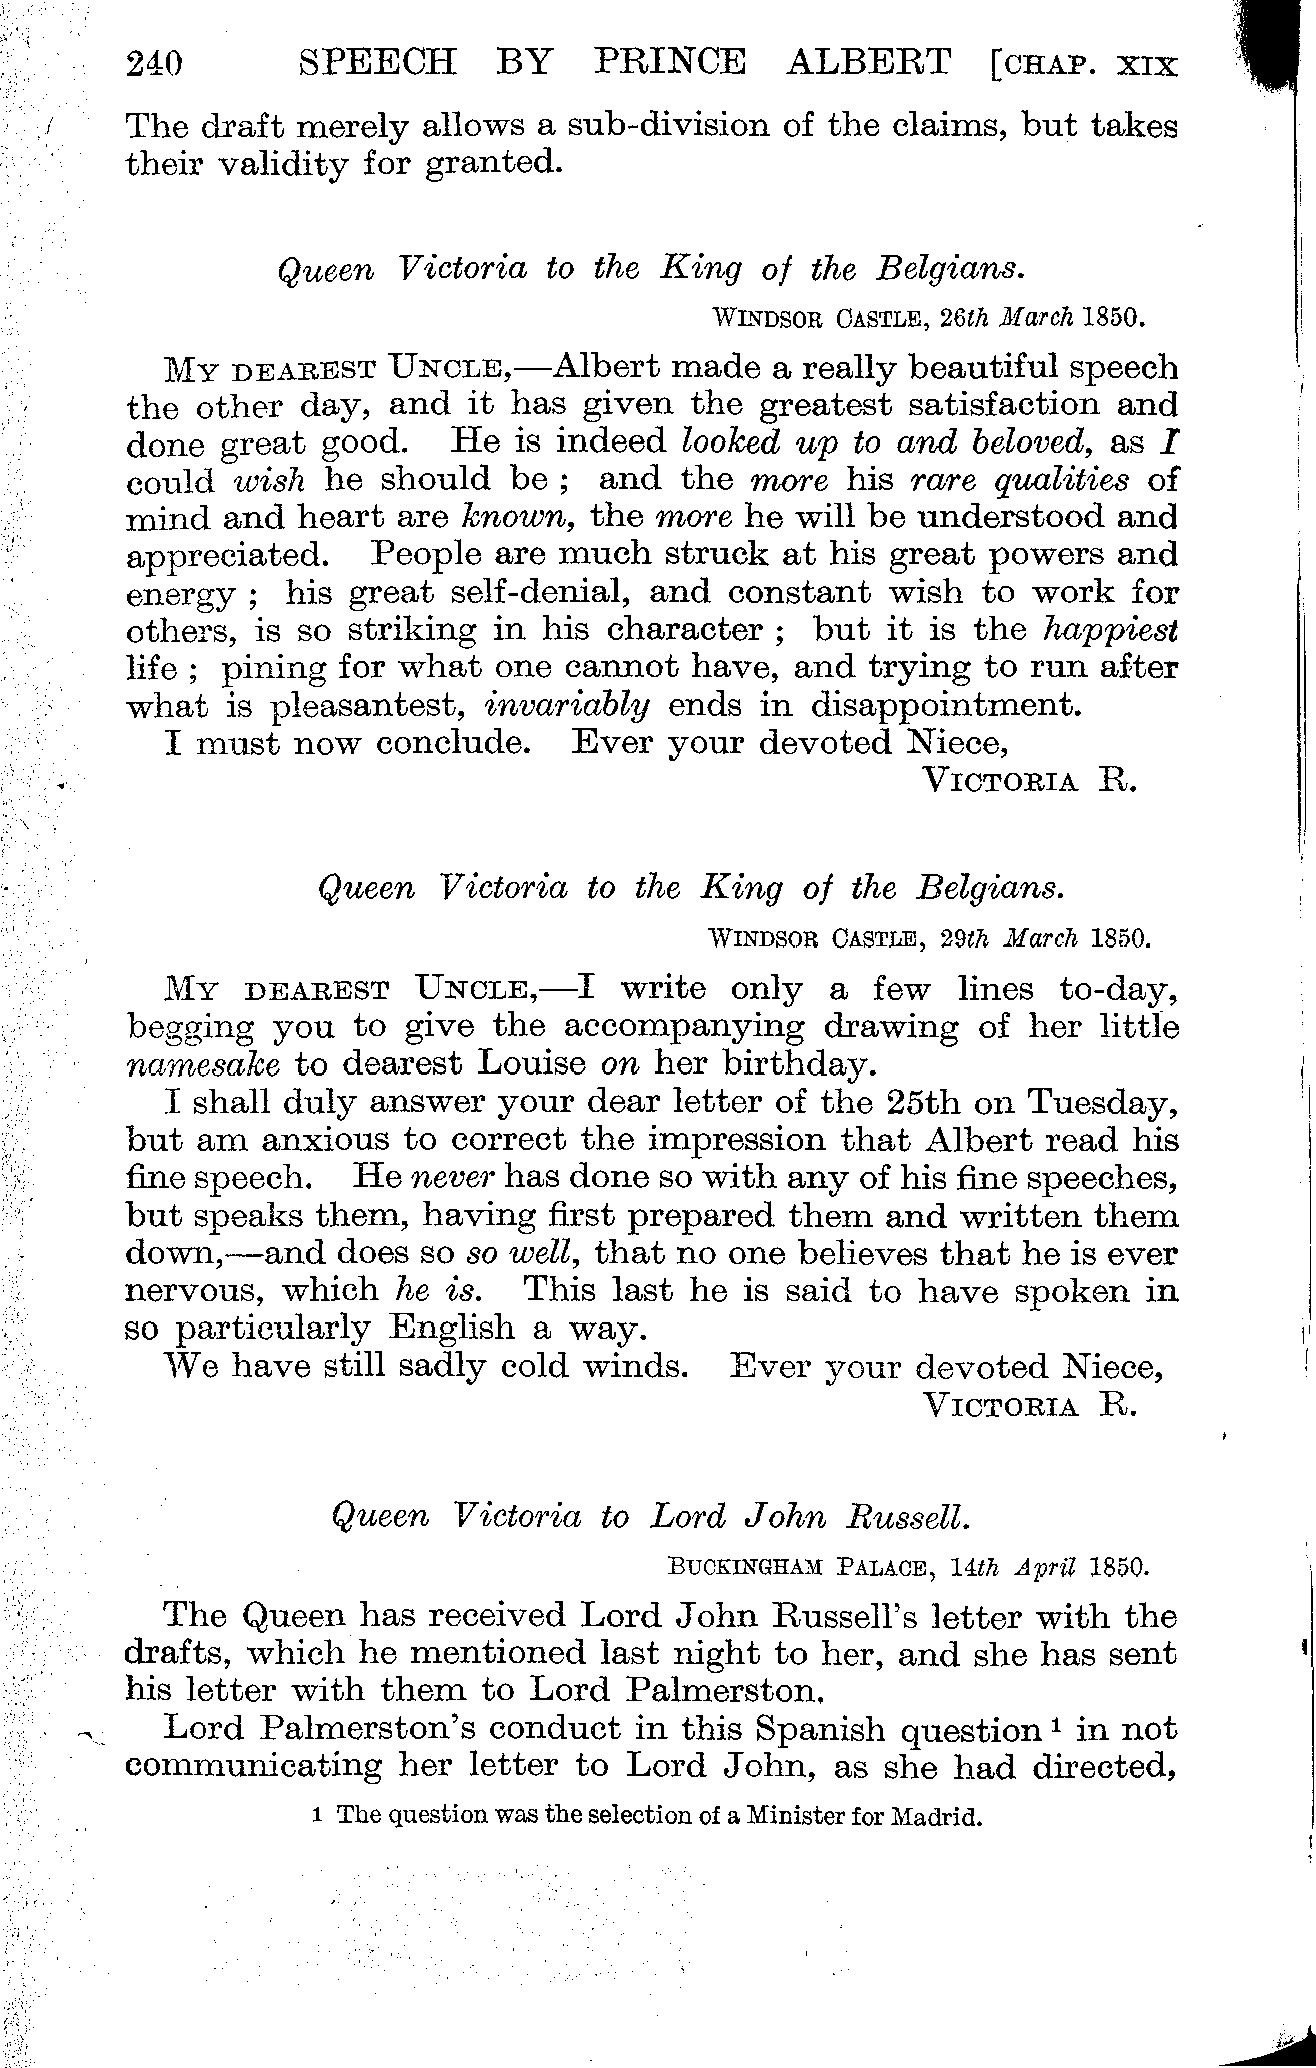 240 SPEECH BY PRINCE ALBERT [CHAP. XIX
The draft merely allows a sub-division of the claims, but takes
their validity for granted.
Queen Victoria to the King of the Belgians.
WINDSOR CASTLE, 26th March 1850.
MY DEAREST UNCLE,—Albert made a really beautiful speech
the other day, and it has given the greatest satisfaction and
done great good. He is indeed looked up to and beloved, as I
could wish he should be ; and the more his rare qualities of
mind and heart are known, the more he will be understood and
appreciated. People are much struck at his great powers and
energy ; his great self-denial, and constant wish to work for
others, is so striking in his character ; but it is the happiest
life ; pining for what one cannot have, and trying to run after
what is pleasantest, invariably ends in disappointment.
I must now conclude. Ever your devoted Niece,
VICTORIA R.
Queen Victoria to the King of the Belgians.
WINDSOR CASTLE, 29th March 1850.
MY DEAREST UNCLE,—I write only a few lines to-day,
begging you to give the accompanying drawing of her little
namesake to dearest Louise on her birthday.
I shall duly answer your dear letter of the 25th on Tuesday,
but am anxious to correct the impression that Albert read his
fine speech. He never has done so with any of his fine speeches,
but speaks them, having first prepared them and written them
down,—and does so so well, that no one believes that he is ever
nervous, which he is. This last he is said to have spoken in
so particularly English a way.
We have still sadly cold winds. Ever your devoted Niece,
VICTORIA R.
Queen Victoria to Lord John Russell.
BUCKINGHAM PALACE, 14th April 1850.
The Queen has received Lord John Russell's letter with the
drafts, which he mentioned last night to her, and she has sent
his letter with them to Lord Palmerston.
Lord Palmerston's conduct in this Spanish question 1 in not
communicating her letter to Lord John, as she had directed,
1 The question was the selection of a Minister for Madrid.